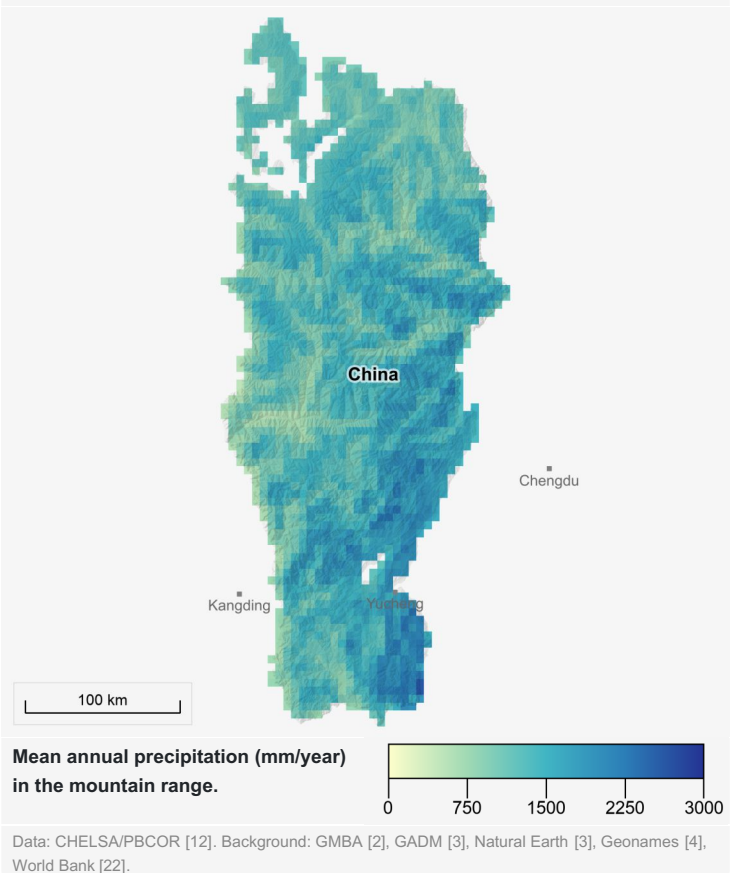 China
Chengdu
Kangding
Yucheng
100 km
Mean annual precipitation (mm/year)
in the mountain range.
0 750 1500 2250 3000
Data: CHELSA/PBCOR [12]. Background: GMBA [2], GADM [3], Natural Earth [3], Geonames [4],
World Bank [22].